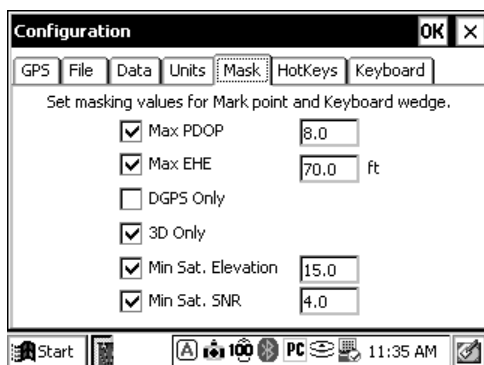 Configuration OK ×
GPS File Data Units Mask HotKeys Keyboard
Set masking values for Mark point and Keyboard wedge.
Max PDOP 8.0
Max EHE 70.0 ft
DGPS Only
3D Only
Min Sat. Elevation 15.0
Min Sat. SNR 4.0
Start A 100 PC 11:35 AM